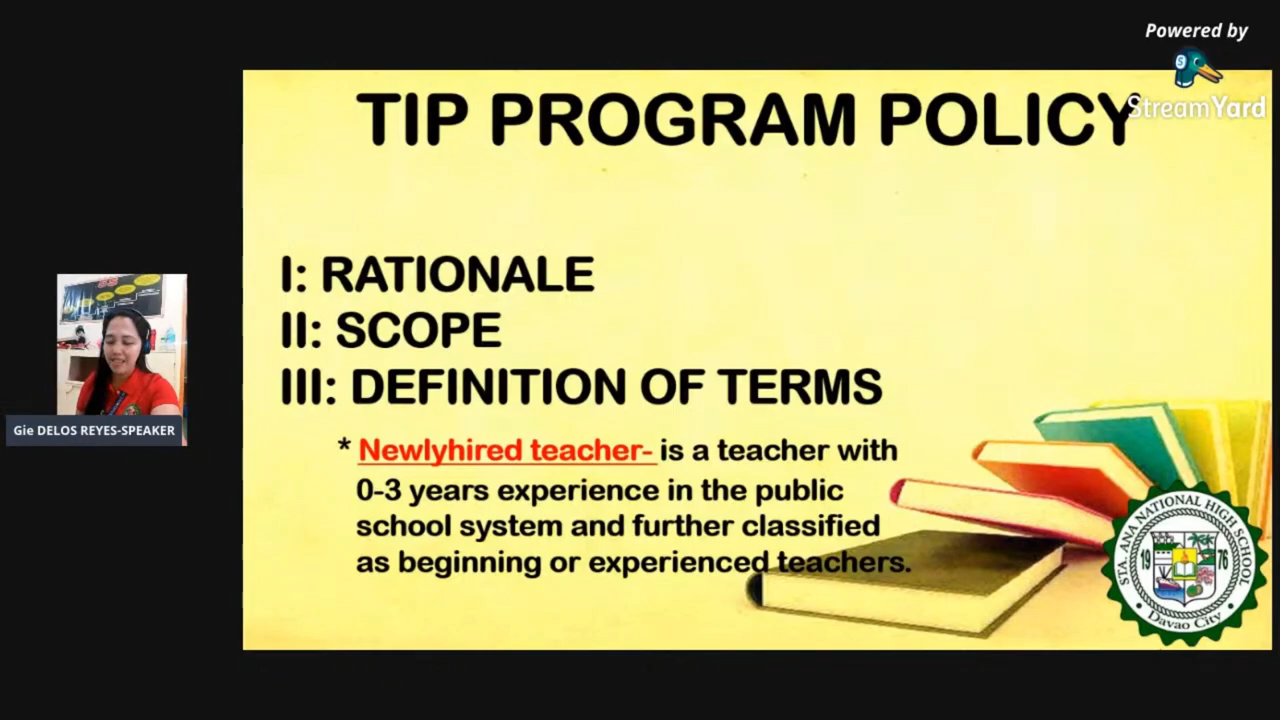 Powered by
StreamYard
TIP PROGRAM POLICY
I: RATIONALE
II: SCOPE
III: DEFINITION OF TERMS
* Newlyhired teacher- is a teacher with
0-3 years experience in the public
school system and further classified
as beginning or experienced teachers.
Gie DELOS REYES-SPEAKER
STA. ANA NATIONAL HIGH SCHOOL
19 76
Davao City